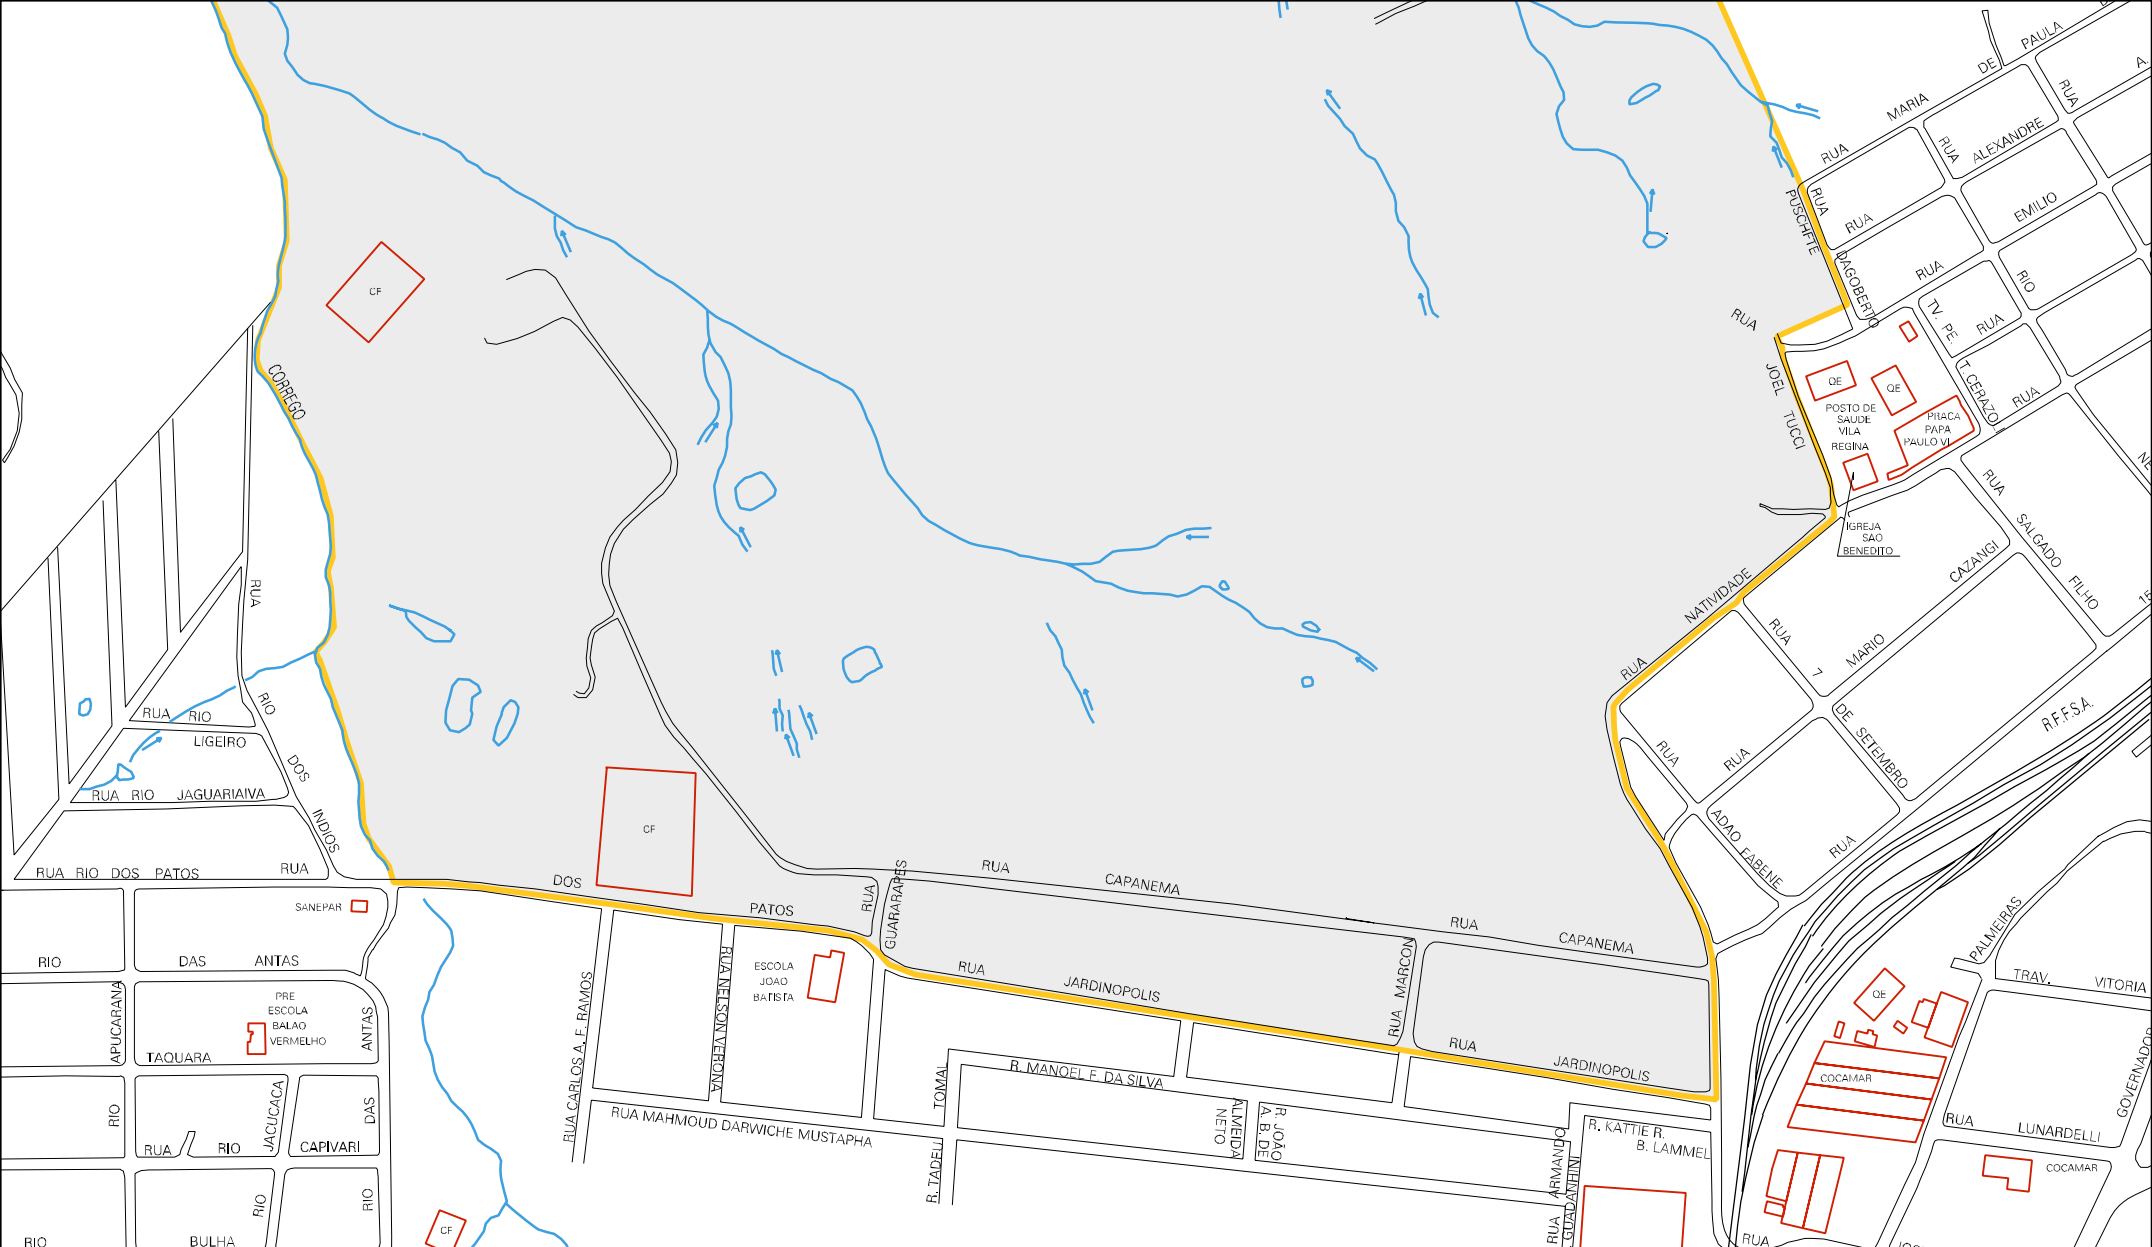 RUA
MARIA
DE
PAULA
RUA
A.
RUA
ALEXANDRE
RUA
RUA
EMILIO
RUA
PUSCHETE
DAGOBERTO
RUA
RIO
TV. PE.
RUA
T. CERAZO
RUA
RUA
JOEL
TUCCI
QE
QE
POSTO DE
SAUDE
VILA
REGINA
PRACA
PAPA
PAULO VI
IGREJA
SAO
BENEDITO
RUA
SALGADO
FILHO
CAZANGI
MARIO
RUA
RUA
NATIVIDADE
RUA
7
DE
SETEMBRO
R.F.F.S.A.
15
RUA
ADAO
FABENE
RUA
CF
CORREGO
RUA
RIO
DOS
INDIOS
RUA RIO
LIGEIRO
RUA RIO JAGUARIAIVA
RUA RIO DOS PATOS
RUA
DOS
PATOS
CF
RUA
GUARARAPES
RUA
CAPANEMA
RUA
CAPANEMA
RUA
JARDINOPOLIS
RUA MARCON
RUA
JARDINOPOLIS
SANEPAR
RIO
DAS
ANTAS
PRE
ESCOLA
BALAO
VERMELHO
APUCARANA
RIO
TAQUARA
ANTAS
DAS
RIO
JACUCACA
RIO
RUA
RIO
CAPIVARI
RIO
BULHA
CF
RUA CARLOS A. F. RAMOS
RUA NELSON VERONA
ESCOLA
JOAO
BATISTA
RUA MAHMOUD DARWICHE MUSTAPHA
R. TADEU
TOMAL
R. MANOEL F. DA SILVA
R. JOÃO
A. B. DE
ALMEIDA
NETO
RUA ARMANDO
GUADANHINI
R. KATTIE R.
B. LAMMEL
PALMEIRAS
TRAV.
VITORIA
QE
COCAMAR
GOVERNADOR
RUA
LUNARDELLI
COCAMAR
RUA